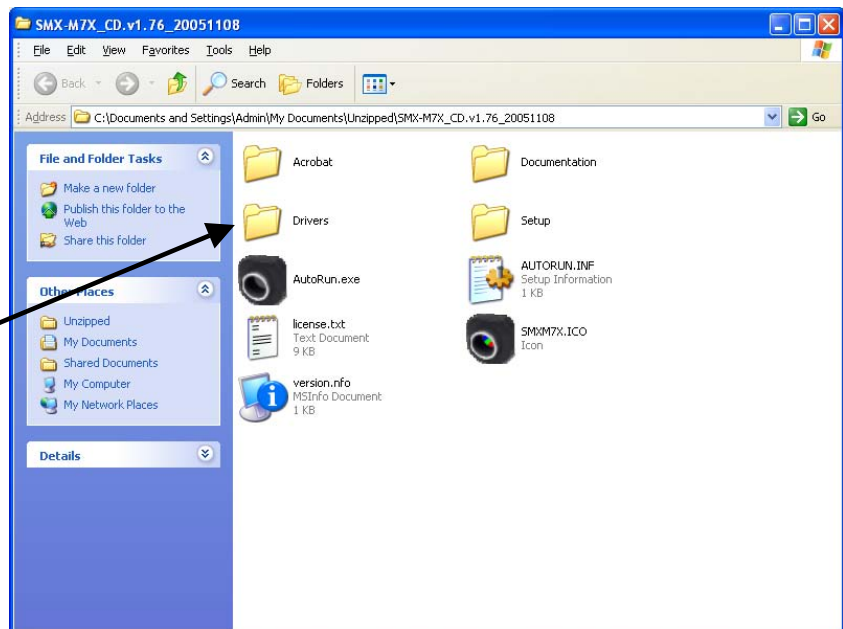 SMX-M7X_CD.v1.76_20051108
File Edit View Favorites Tools Help
Back Search Folders
Address C:\Documents and Settings\Admin\My Documents\Unzipped\SMX-M7X_CD.v1.76_20051108 Go
File and Folder Tasks
Make a new folder
Publish this folder to the
Web
Share this folder
Other Places
Unzipped
My Documents
Shared Documents
My Computer
My Network Places
Details
Acrobat
Documentation
Drivers
Setup
AutoRun.exe
AUTORUN.INF
Setup Information
1 KB
license.txt
Text Document
9 KB
SMXM7X.ICO
Icon
version.nfo
MSInfo Document
1 KB